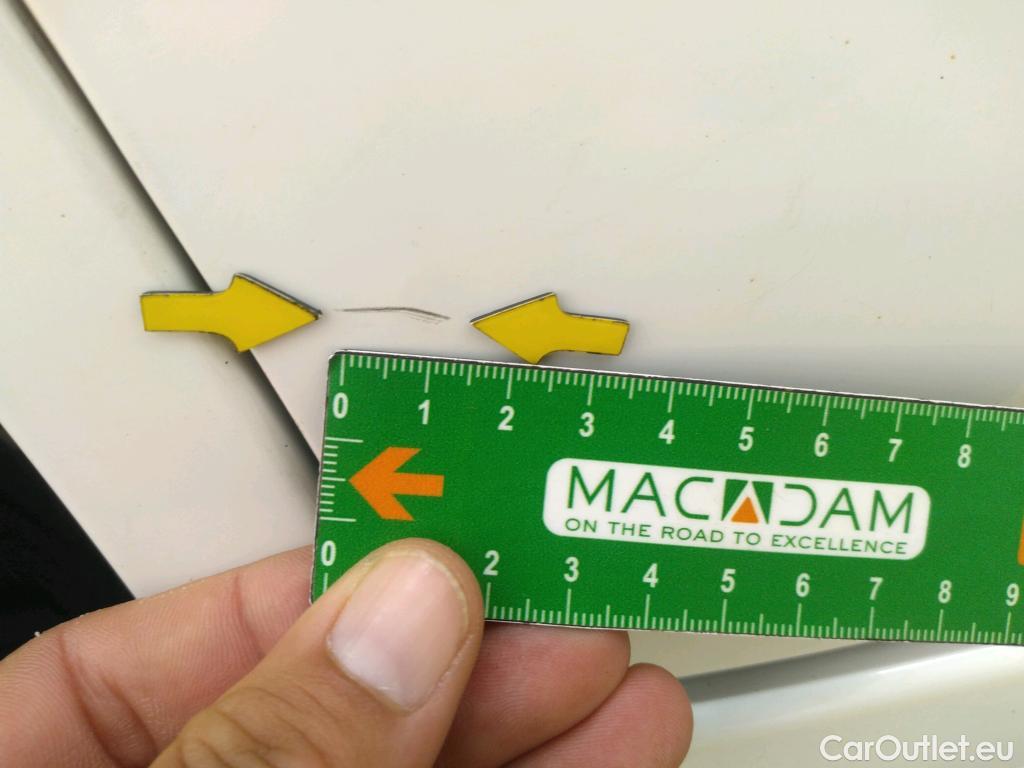 0 1 2 3 4 5 6 7 8
MACADAM
ON THE ROAD TO EXCELLENCE
0 2 3 4 5 6 7 8 9
CarOutlet.eu